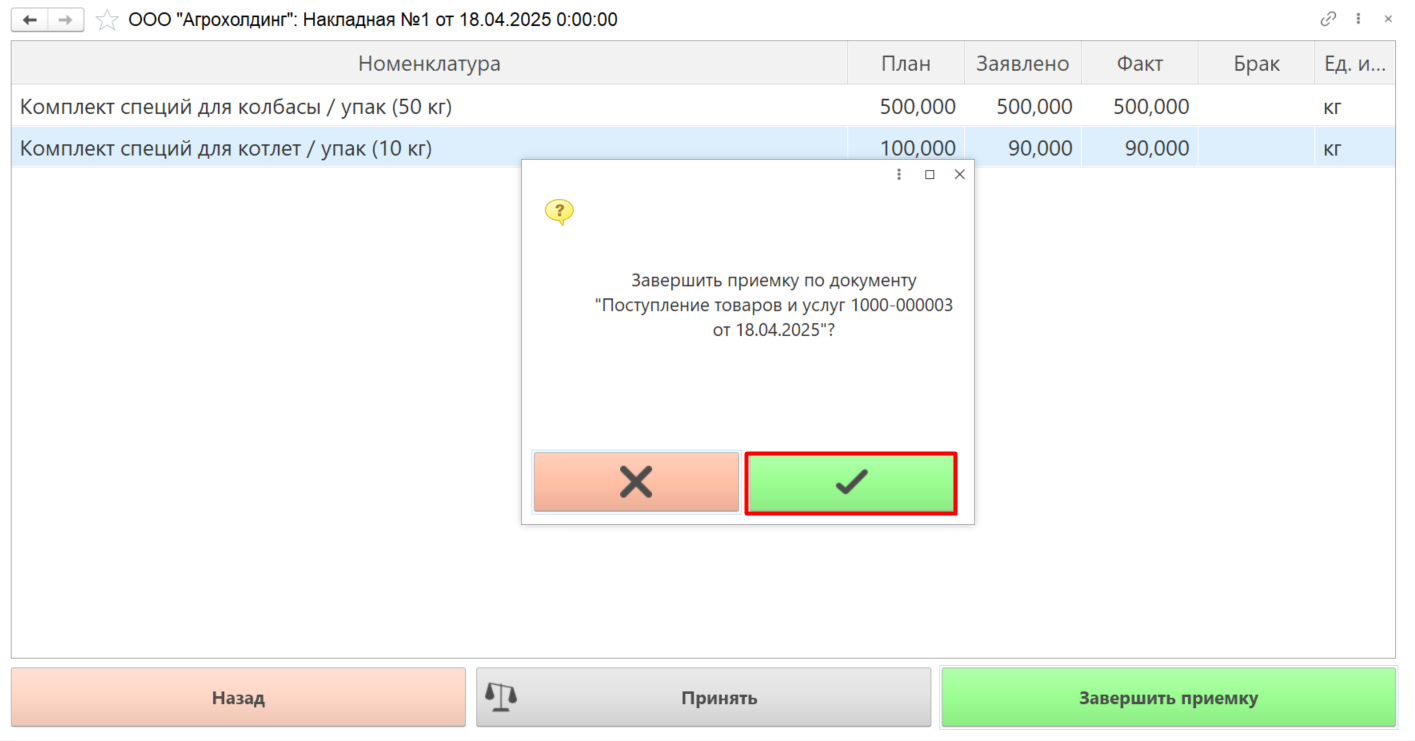 ООО "Агрохолдинг": Накладная №1 от 18.04.2025 0:00:00
Номенклатура План Заявлено Факт Брак Ед. и...
Комплект специй для колбасы / упак (50 кг) 500,000 500,000 500,000 кг
Комплект специй для котлет / упак (10 кг) 100,000 90,000 90,000 кг
?
Завершить приемку по документу
"Поступление товаров и услуг 1000-000003
от 18.04.2025"?
Назад Принять Завершить приемку